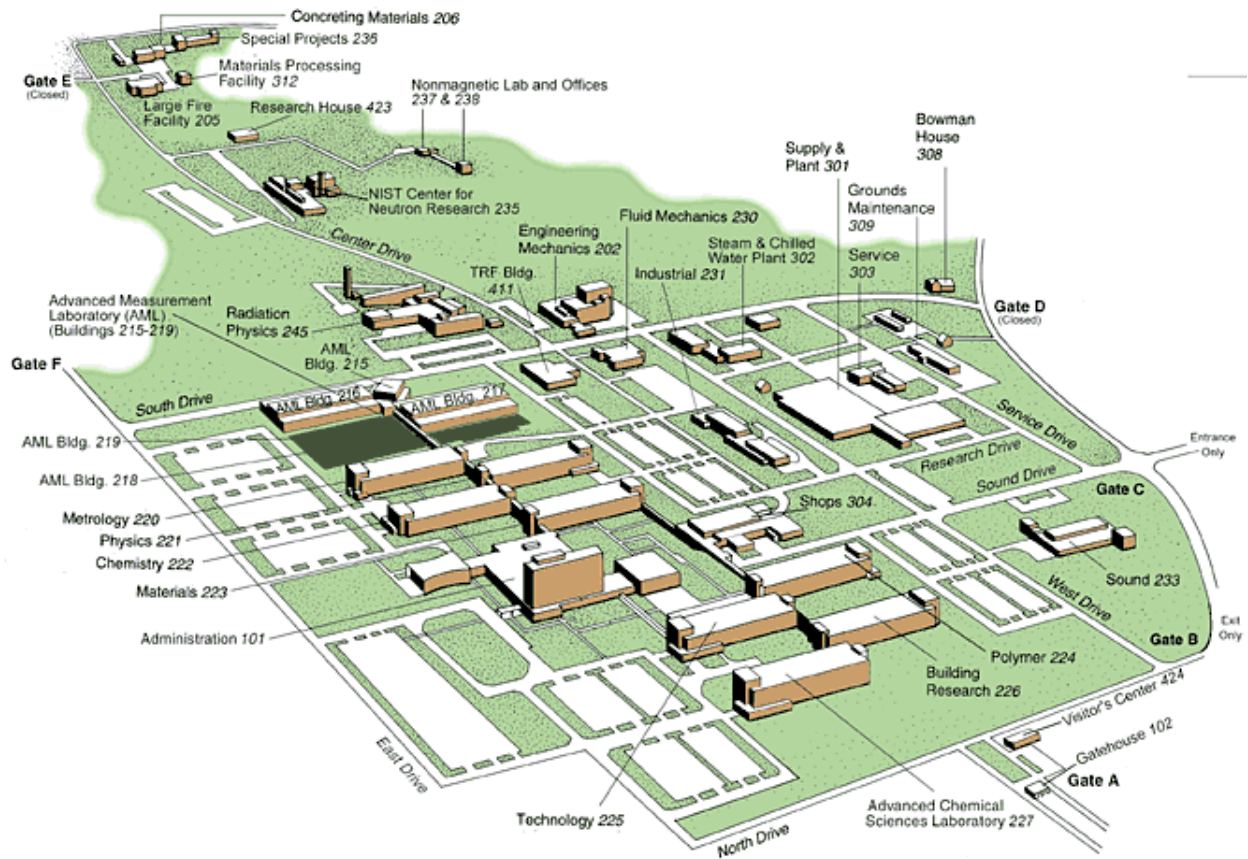 Concreting Materials 206
Special Projects 236
Gate E
(Closed)
Materials Processing
Facility 312
Large Fire
Facility 205
Research House 423
Nonmagnetic Lab and Offices
237 & 238
Bowman
House
308
Supply &
Plant 301
Grounds
Maintenance
309
NIST Center for
Neutron Research 235
Fluid Mechanics 230
Engineering
Mechanics 202
Steam & Chilled
Water Plant 302
Service
303
Center Drive
TRF Bldg.
411
Industrial 231
Advanced Measurement
Laboratory (AML)
(Buildings 215-219)
Radiation
Physics 245
Gate D
(Closed)
AML
Bldg.
215
Gate F
South Drive
AML Bldg. 216
AML Bldg. 217
Service Drive
AML Bldg. 219
Entrance
Only
Research Drive
Sound Drive
AML Bldg. 218
Gate C
Metrology 220
Shops 304
Physics 221
Chemistry 222
Sound 233
Materials 223
West Drive
Administration 101
Gate B
Exit
Only
Polymer 224
Building
Research 226
Visitor's Center 424
Gatehouse 102
East Drive
Gate A
Technology 225
Advanced Chemical
Sciences Laboratory 227
North Drive